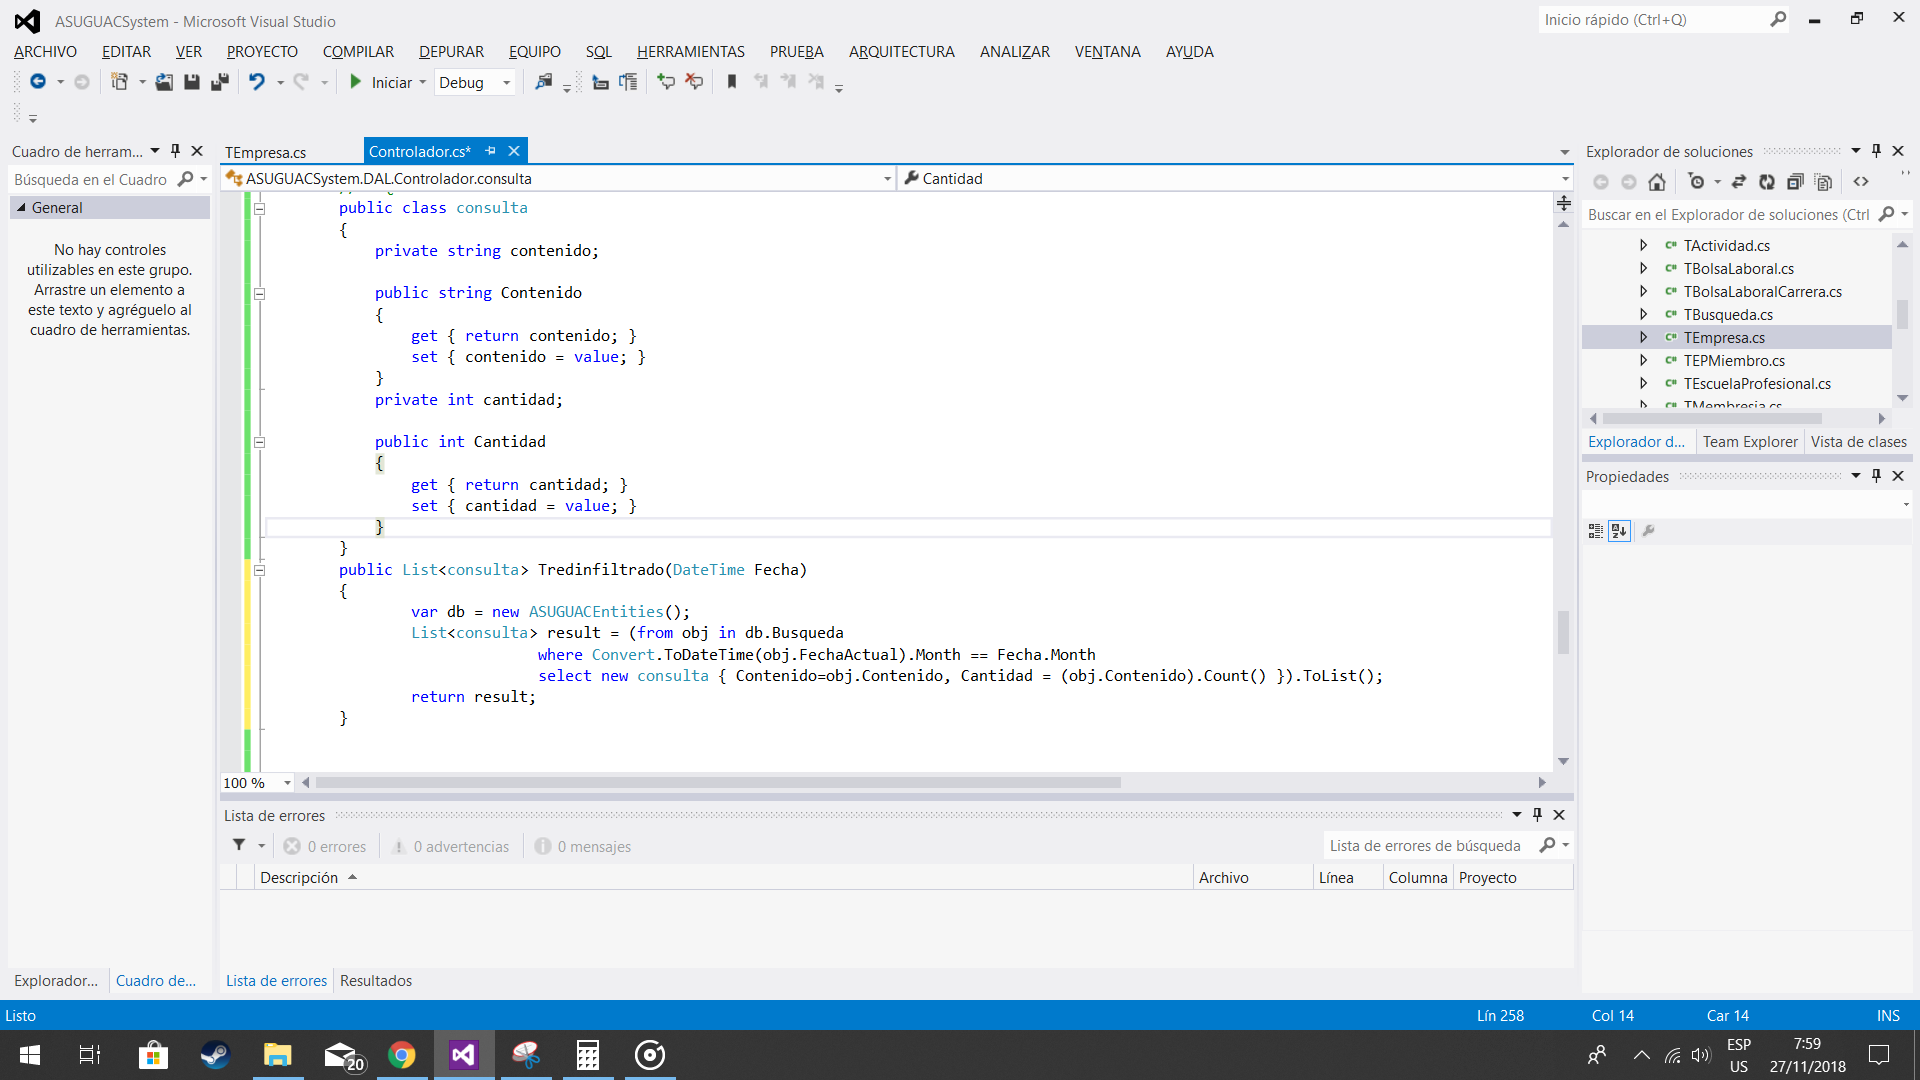 ASUGUACSystem - Microsoft Visual Studio
Inicio rápido (Ctrl+Q)
ARCHIVO EDITAR VER PROYECTO COMPILAR DEPURAR EQUIPO SQL HERRAMIENTAS PRUEBA ARQUITECTURA ANALIZAR VENTANA AYUDA
Iniciar Debug
Cuadro de herram...
Búsqueda en el Cuadro
General
No hay controles
utilizables en este grupo.
Arrastre un elemento a
este texto y agréguelo al
cuadro de herramientas.
Explorador... Cuadro de...
TEmpresa.cs Controlador.cs*
ASUGUACSystem.DAL.Controlador.consulta Cantidad
public class consulta
{
private string contenido;
public string Contenido
{
get { return contenido; }
set { contenido = value; }
}
private int cantidad;
public int Cantidad
{
get { return cantidad; }
set { cantidad = value; }
}
}
public List<consulta> Tredinfiltrado(DateTime Fecha)
{
var db = new ASUGUACEntities();
List<consulta> result = (from obj in db.Busqueda
where Convert.ToDateTime(obj.FechaActual).Month == Fecha.Month
select new consulta { Contenido=obj.Contenido, Cantidad = (obj.Contenido).Count() }).ToList();
return result;
}
100 %
Lista de errores
0 errores 0 advertencias 0 mensajes
Lista de errores de búsqueda
Descripción Archivo Línea Columna Proyecto
Lista de errores Resultados
Explorador de soluciones
Buscar en el Explorador de soluciones (Ctrl
TActividad.cs
TBolsaLaboral.cs
TBolsaLaboralCarrera.cs
TBusqueda.cs
TEmpresa.cs
TEPMiembro.cs
TEscuelaProfesional.cs
TMembresia.cs
Explorador d... Team Explorer Vista de clases
Propiedades
Listo
Lín 258 Col 14 Car 14 INS
20
ESP
US
7:59
27/11/2018